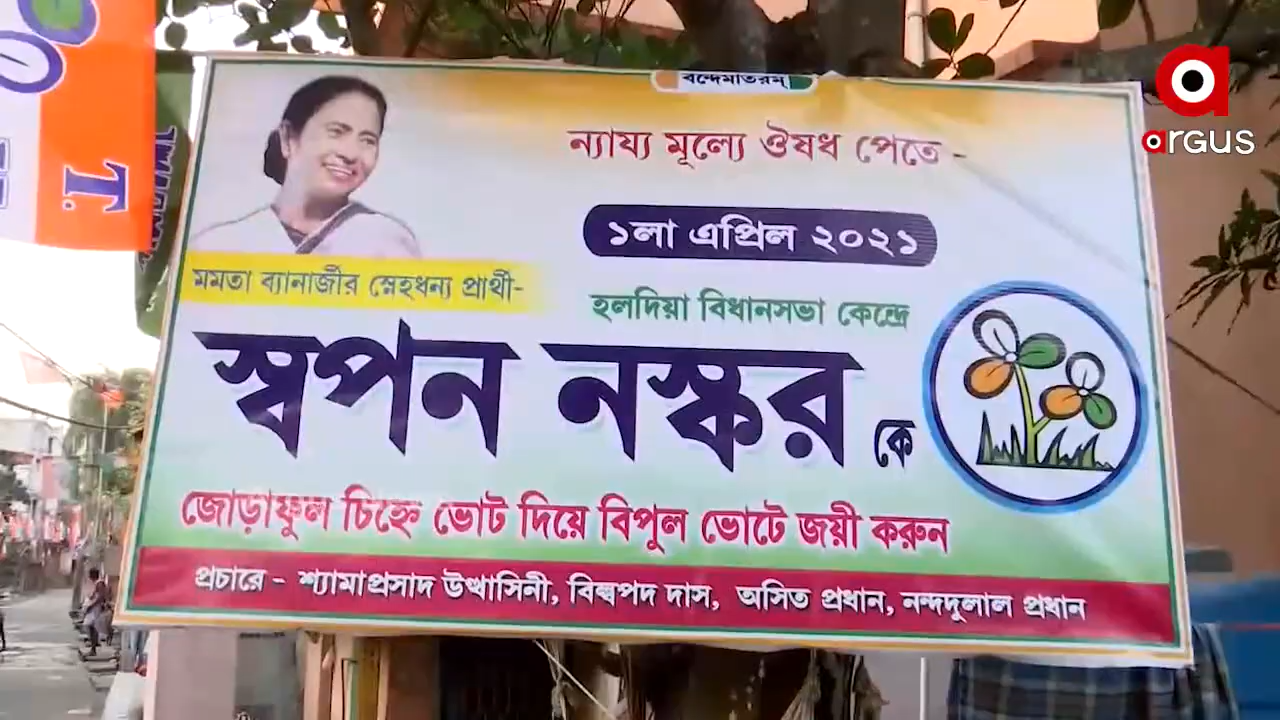 বন্দেমাতরম্
ন্যায্য মূল্যে ঔষধ পেতে -
১লা এপ্রিল ২০২১
মমতা ব্যানার্জীর স্নেহধন্য প্রার্থী-
হলদিয়া বিধানসভা কেন্দ্রে
স্বপন নস্কর কে
জোড়াফুল চিহ্নে ভোট দিয়ে বিপুল ভোটে জয়ী করুন
প্রচারে - শ্যামাপ্রসাদ উত্থাসিনী, বিল্বপদ দাস, অসিত প্রধান, নন্দদুলাল প্রধান
argus
T.